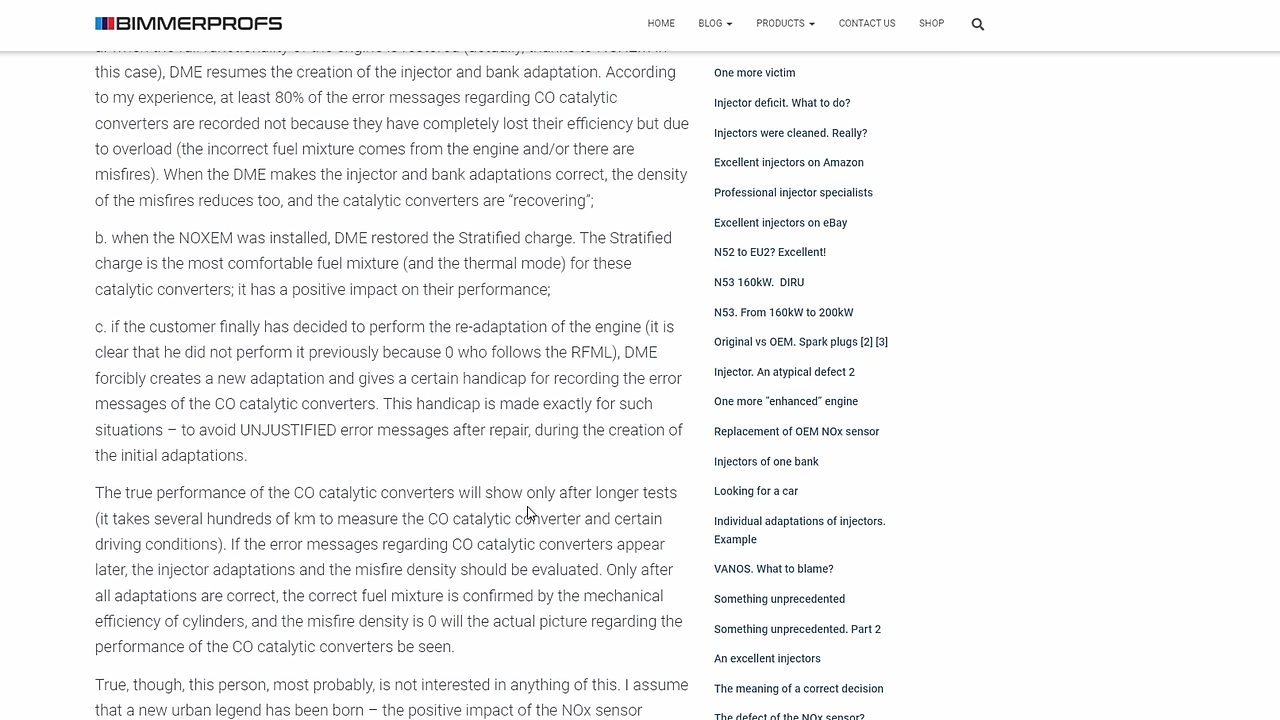 BIMMERPROFS
HOME
BLOG
PRODUCTS
CONTACT US
SHOP
a. when the full functionality of the engine is restored (actually, thanks to NOXEM in
this case), DME resumes the creation of the injector and bank adaptation. According
to my experience, at least 80% of the error messages regarding CO catalytic
converters are recorded not because they have completely lost their efficiency but due
to overload (the incorrect fuel mixture comes from the engine and/or there are
misfires). When the DME makes the injector and bank adaptations correct, the density
of the misfires reduces too, and the catalytic converters are “recovering”;
b. when the NOXEM was installed, DME restored the Stratified charge. The Stratified
charge is the most comfortable fuel mixture (and the thermal mode) for these
catalytic converters; it has a positive impact on their performance;
c. if the customer finally has decided to perform the re-adaptation of the engine (it is
clear that he did not perform it previously because 0 who follows the RFML), DME
forcibly creates a new adaptation and gives a certain handicap for recording the error
messages of the CO catalytic converters. This handicap is made exactly for such
situations – to avoid UNJUSTIFIED error messages after repair, during the creation of
the initial adaptations.
The true performance of the CO catalytic converters will show only after longer tests
(it takes several hundreds of km to measure the CO catalytic converter and certain
driving conditions). If the error messages regarding CO catalytic converters appear
later, the injector adaptations and the misfire density should be evaluated. Only after
all adaptations are correct, the correct fuel mixture is confirmed by the mechanical
efficiency of cylinders, and the misfire density is 0 will the actual picture regarding the
performance of the CO catalytic converters be seen.
True, though, this person, most probably, is not interested in anything of this. I assume
that a new urban legend has been born – the positive impact of the NOx sensor
One more victim
Injector deficit. What to do?
Injectors were cleaned. Really?
Excellent injectors on Amazon
Professional injector specialists
Excellent injectors on eBay
N52 to EU2? Excellent!
N53 160kW. DIRU
N53. From 160kW to 200kW
Original vs OEM. Spark plugs [2] [3]
Injector. An atypical defect 2
One more "enhanced” engine
Replacement of OEM NOx sensor
Injectors of one bank
Looking for a car
Individual adaptations of injectors.
Example
VANOS. What to blame?
Something unprecedented
Something unprecedented. Part 2
An excellent injectors
The meaning of a correct decision
The defect of the NOx sensor?